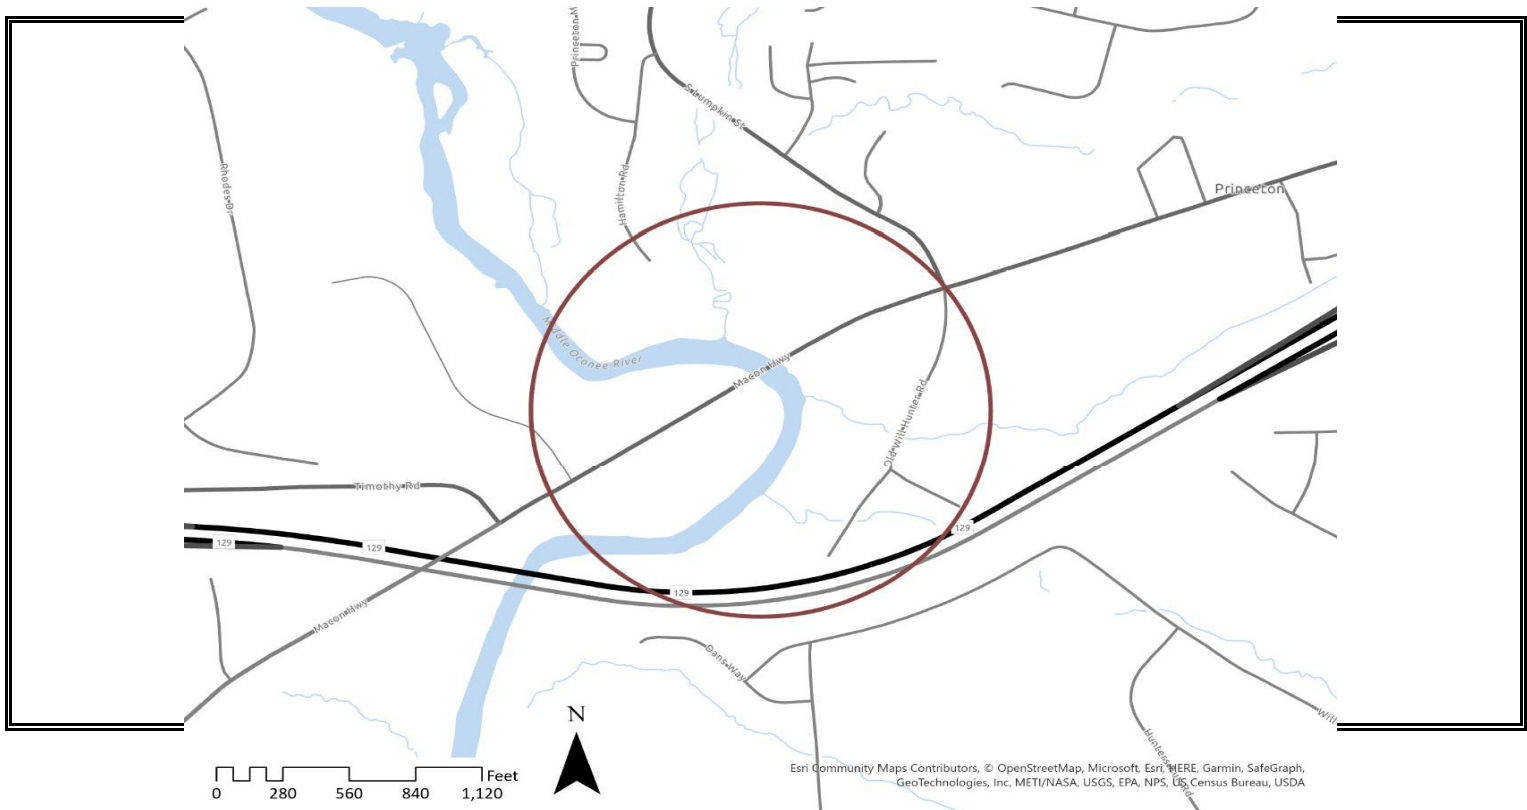 Princeton-M
S-Lumpkin-St
Rhodes-Dr
Hamilton-Rd
Princeton
Middle Oconee River
Macon-Hwy
Old-Will-Hunter-Rd
Timothy-Rd
129
129
129
129
Macon-Hwy
Dans-Way
Will
N
Feet
0 280 560 840 1,120
Esri Community Maps Contributors, © OpenStreetMap, Microsoft, Esri, HERE, Garmin, SafeGraph,
GeoTechnologies, Inc, METI/NASA, USGS, EPA, NPS, US Census Bureau, USDA